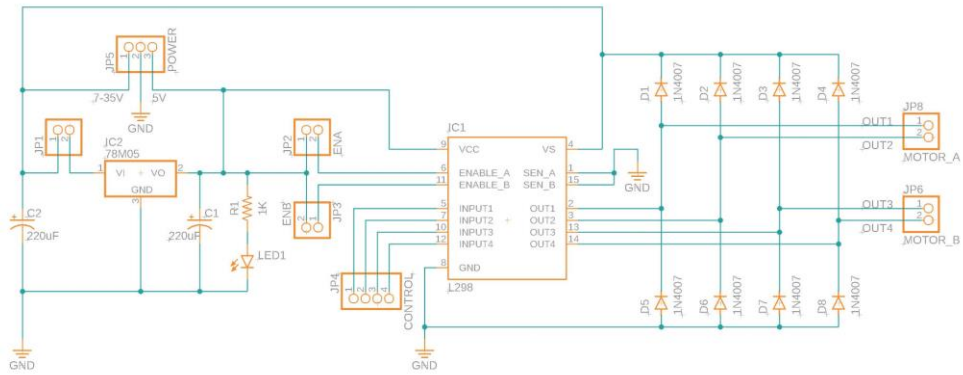 JP5
1 2 3
POWER
7-35V
5V
GND
JP1
1 2
IC2
78M05
1
VI
VO
2
GND
3
C2
220uF
C1
220uF
R1
1K
LED1
GND
JP2
1 2
ENA
ENB
2 1
JP3
JP4
1 2 3 4
CONTROL
IC1
9 VCC
VS 4
6 ENABLE_A
SEN_A 1
11 ENABLE_B
SEN_B 15
5 INPUT1
OUT1 2
7 INPUT2
OUT2 3
10 INPUT3
OUT3 13
12 INPUT4
OUT4 14
8 GND
L298
GND
GND
D1 1N4007
D2 1N4007
D3 1N4007
D4 1N4007
D5 1N4007
D6 1N4007
D7 1N4007
D8 1N4007
JP8
OUT1 1
OUT2 2
MOTOR_A
JP6
OUT3 1
OUT4 2
MOTOR_B